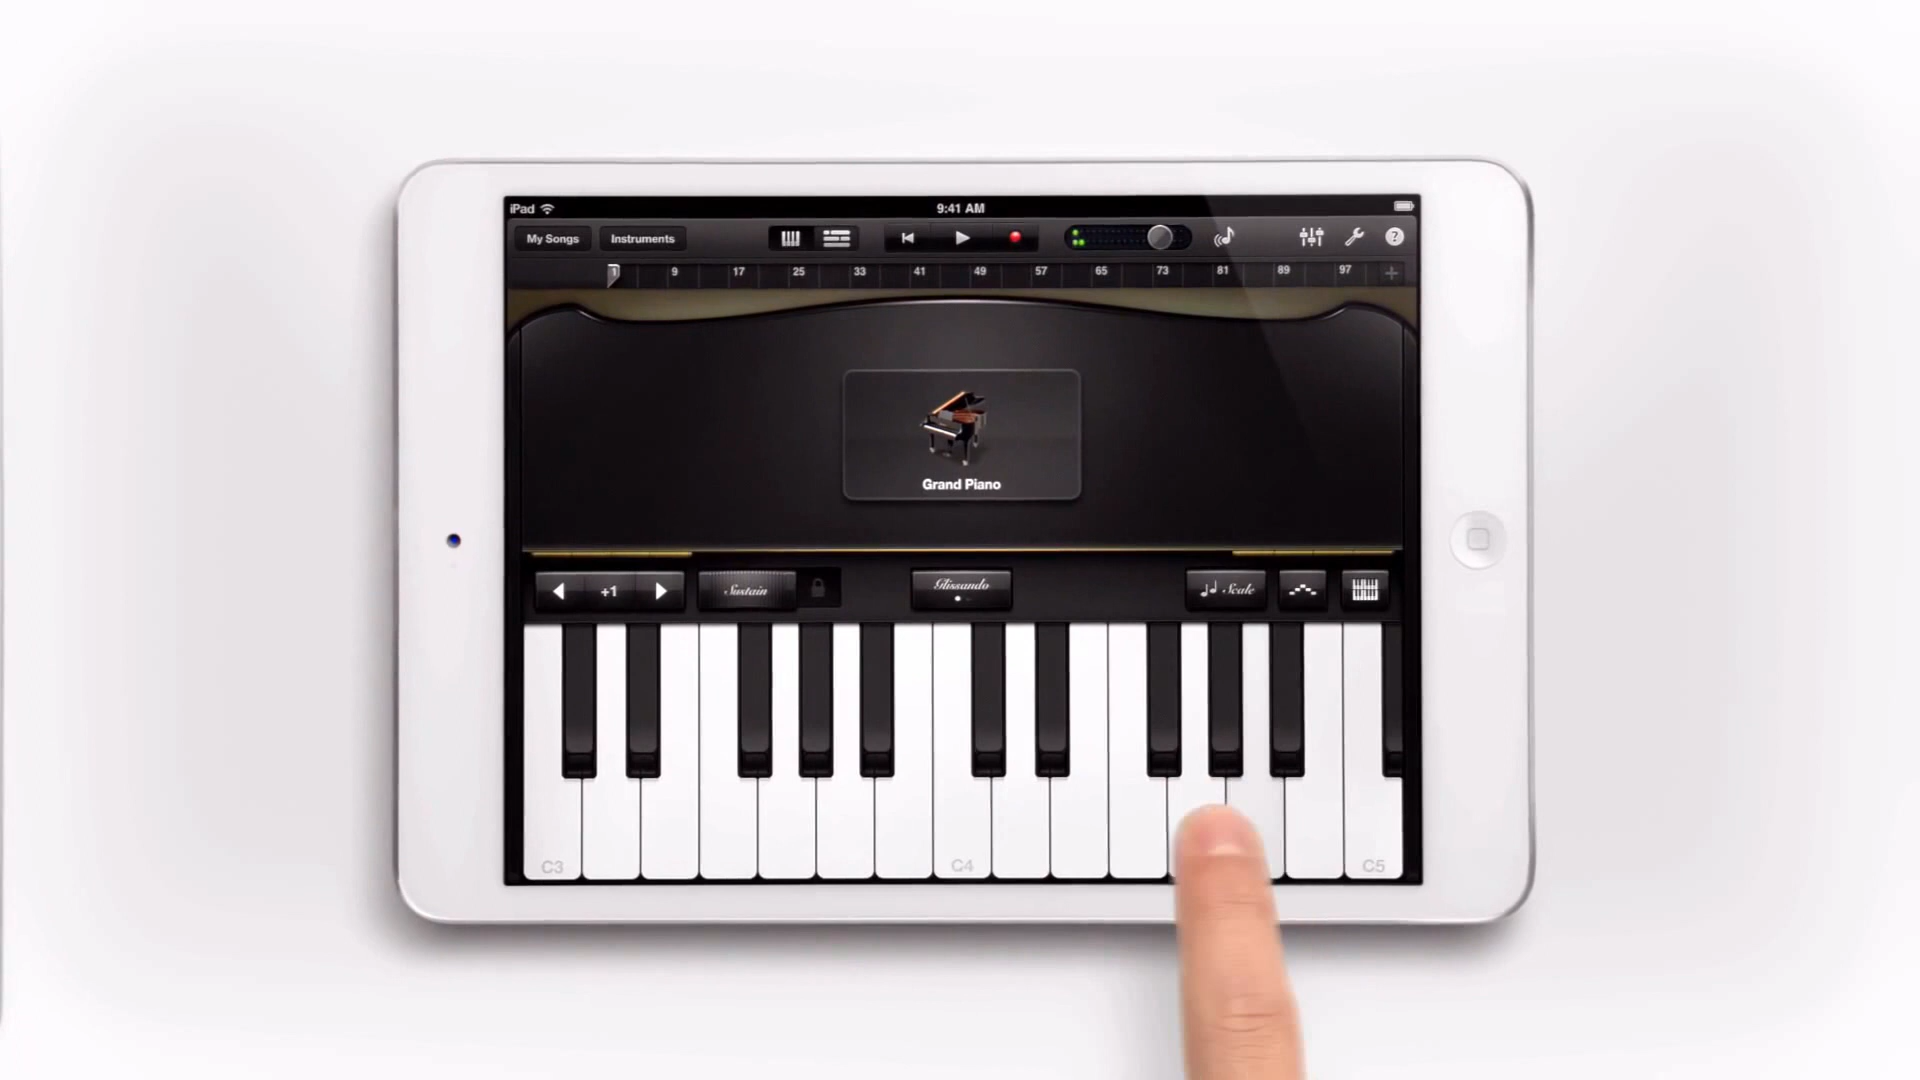 iPad 9:41 AM
My Songs Instruments ?
1 9 17 25 33 41 49 57 65 73 81 89 97 +
Grand Piano
+1 Sustain Glissando Scale
C3 C4 C5